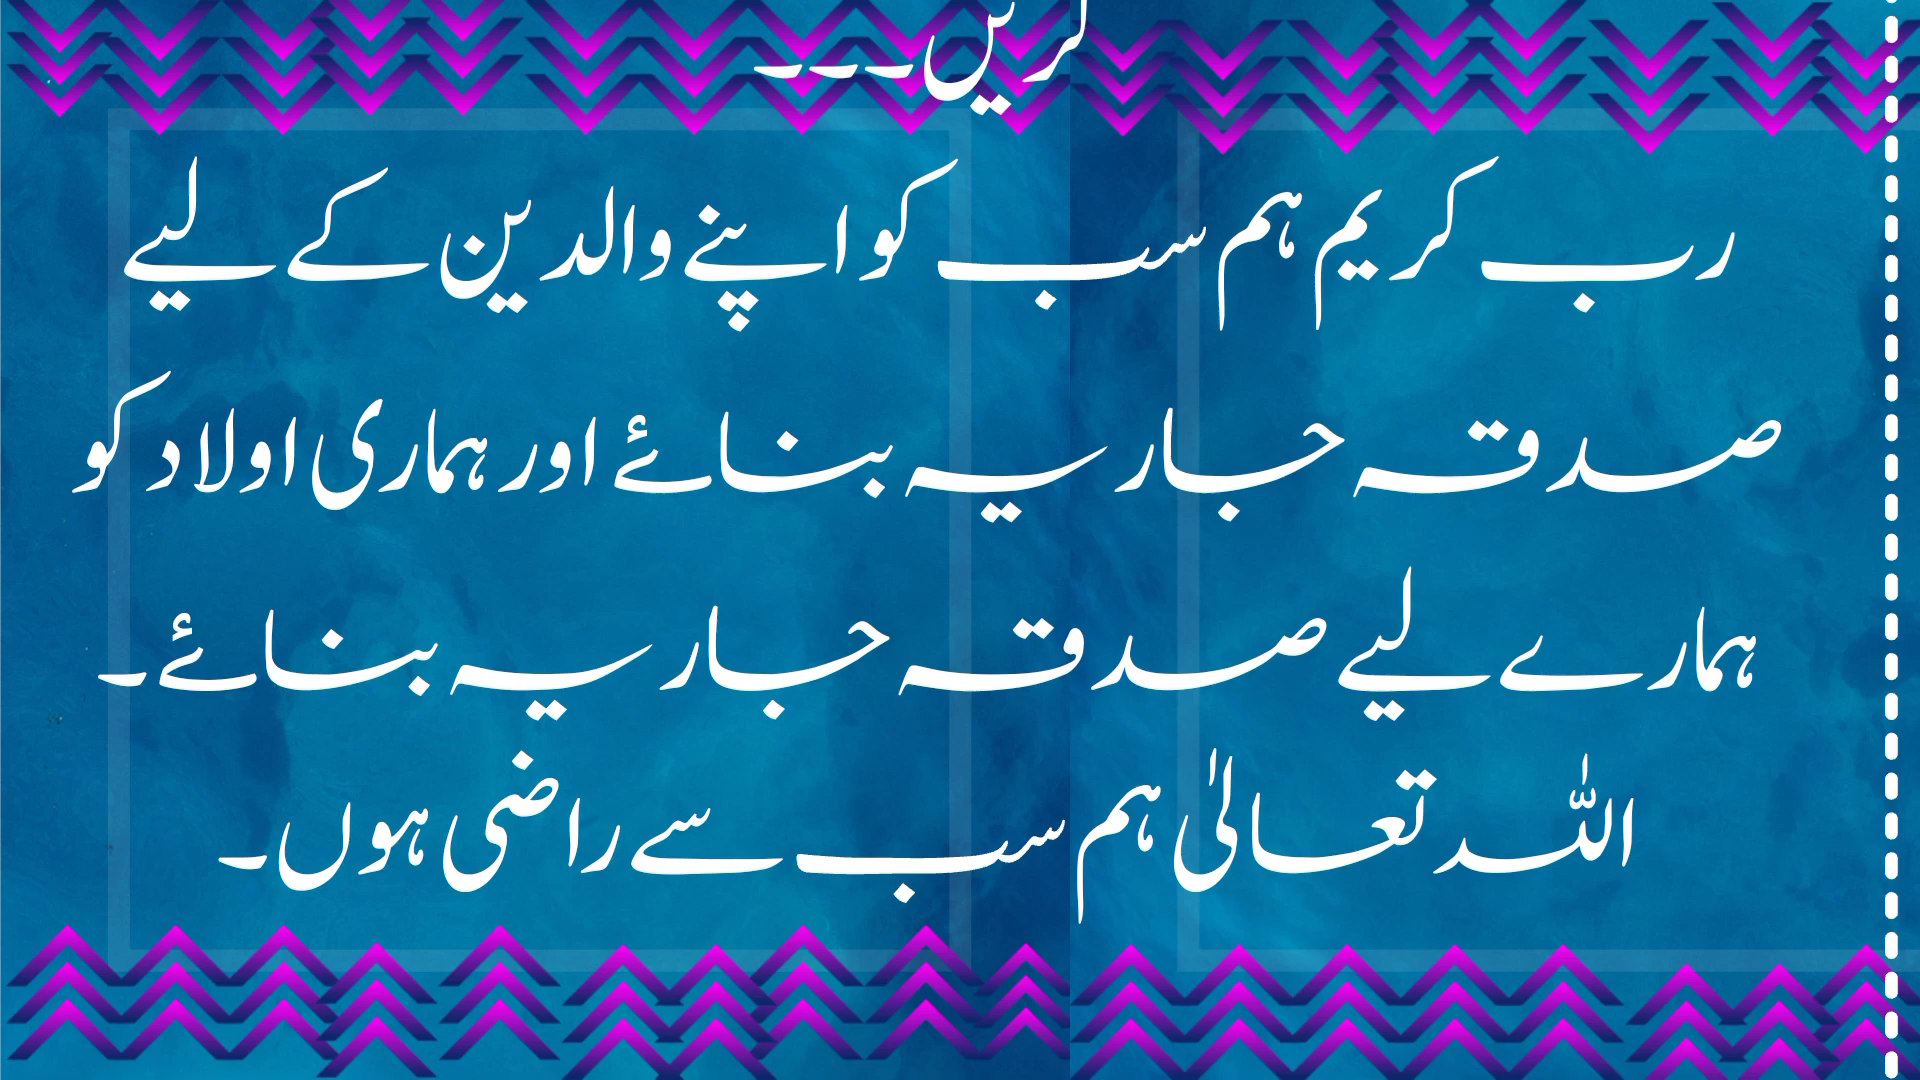 کریں۔۔۔
رب کریم ہم سب کو اپنے والدین کے لیے
صدقہ جاریہ بنائے اور ہماری اولاد کو
ہمارے لیے صدقہ جاریہ بنائے۔
اللہ تعالیٰ ہم سب سے راضی ہوں۔